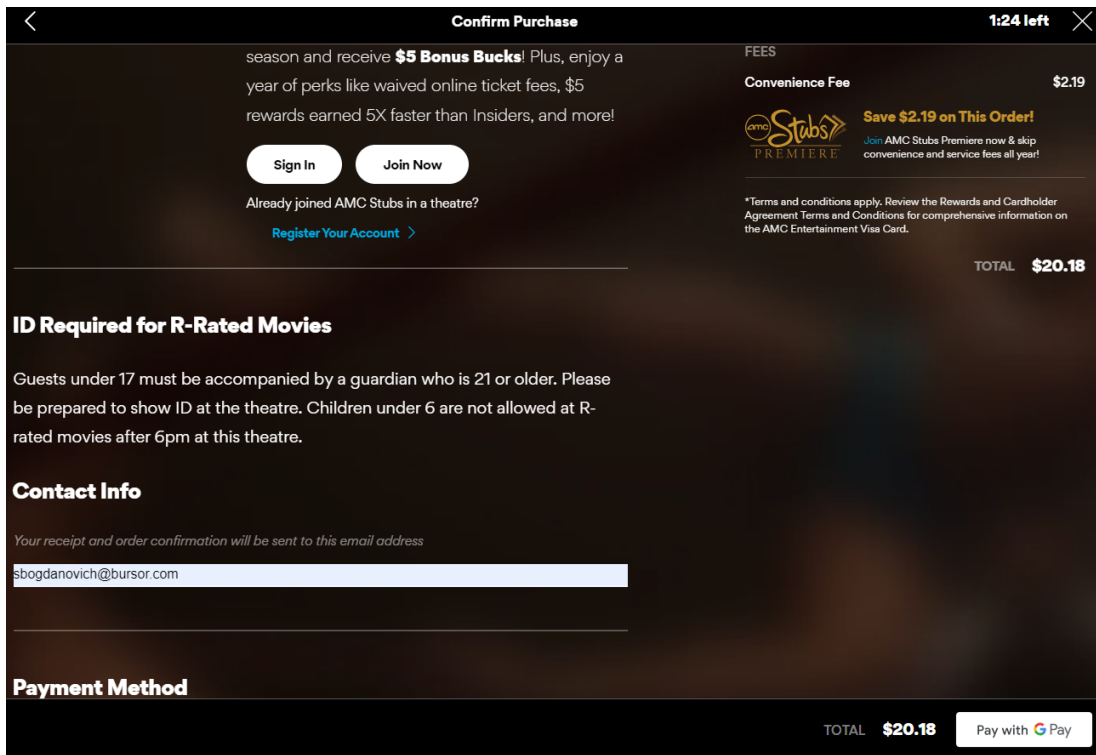 Confirm Purchase
1:24 left
season and receive $5 Bonus Bucks! Plus, enjoy a
year of perks like waived online ticket fees, $5
rewards earned 5X faster than Insiders, and more!
Sign In
Join Now
Already joined AMC Stubs in a theatre?
Register Your Account
ID Required for R-Rated Movies
Guests under 17 must be accompanied by a guardian who is 21 or older. Please
be prepared to show ID at the theatre. Children under 6 are not allowed at R-
rated movies after 6pm at this theatre.
Contact Info
Your receipt and order confirmation will be sent to this email address
sbogdanovich@bursor.com
Payment Method
FEES
Convenience Fee $2.19
amc Stubs
PREMIERE
Save $2.19 on This Order!
Join AMC Stubs Premiere now & skip
convenience and service fees all year!
*Terms and conditions apply. Review the Rewards and Cardholder
Agreement Terms and Conditions for comprehensive information on
the AMC Entertainment Visa Card.
TOTAL $20.18
TOTAL $20.18
Pay with G Pay